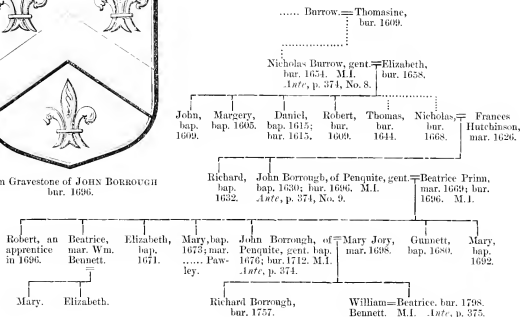 ...... Burrow.=Thomasine,
bur. 1609.
Nicholas Burrow, gent.=Elizabeth,
bur. 1654. M.I. bur. 1658.
Ante, p. 374, No. 8.
John, Margery, Daniel, Robert, Thomas, Nicholas,= Frances
bap. bap. 1605. bap. 1615; bur. bur. bur. Hutchinson,
1609. bur. 1615. 1609. 1644. 1668. mar. 1626.
Richard, John Borrough, of Penquite, gent.=Beatrice Prinn,
bap. bap. 1630; bur. 1696. M.I. mar. 1669; bur.
1632. Ante, p. 374, No. 9. 1696. M.I.
n Gravestone of JOHN BORROUGH
bur. 1696.
Robert, an Beatrice, Elizabeth, Mary, bap. John Borrough, of=Mary Jory, Gunnett, Mary,
apprentice mar. Wm. bap. 1673; mar. Penquite, gent. bap. mar. 1698. bap. 1680. bap.
in 1696. Bennett. 1671. ...... Paw- 1676; bur. 1712. M.I. 1692.
= ley. Ante, p. 374.
Mary. Elizabeth. Richard Borrough, William=Beatrice. bur. 1798.
bur. 1757. Bennett. M.I. Ante, p. 375.